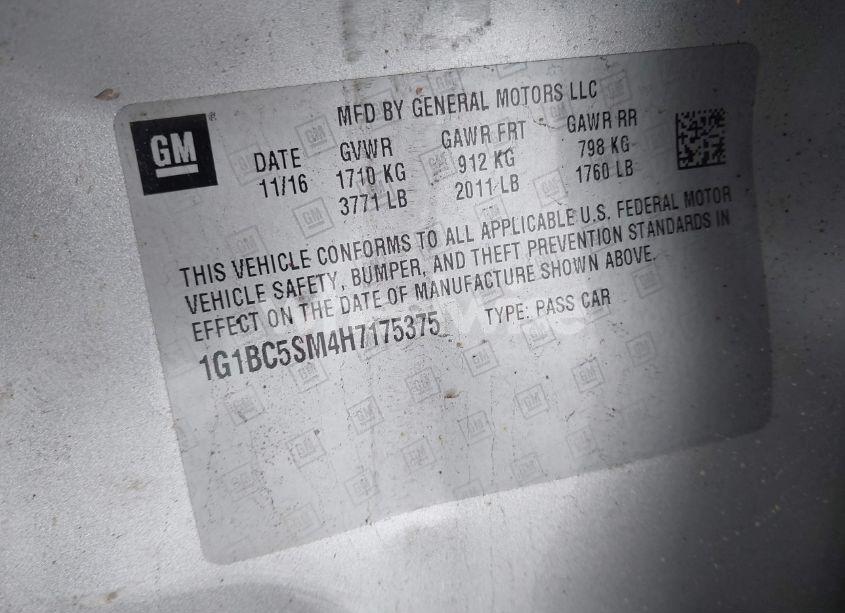 GM
MFD BY GENERAL MOTORS LLC
DATE GVWR GAWR FRT GAWR RR
11/16 1710 KG 912 KG 798 KG
3771 LB 2011 LB 1760 LB
THIS VEHICLE CONFORMS TO ALL APPLICABLE U.S. FEDERAL MOTOR
VEHICLE SAFETY, BUMPER, AND THEFT PREVENTION STANDARDS IN
EFFECT ON THE DATE OF MANUFACTURE SHOWN ABOVE.
1G1BC5SM4H7175375 TYPE: PASS CAR